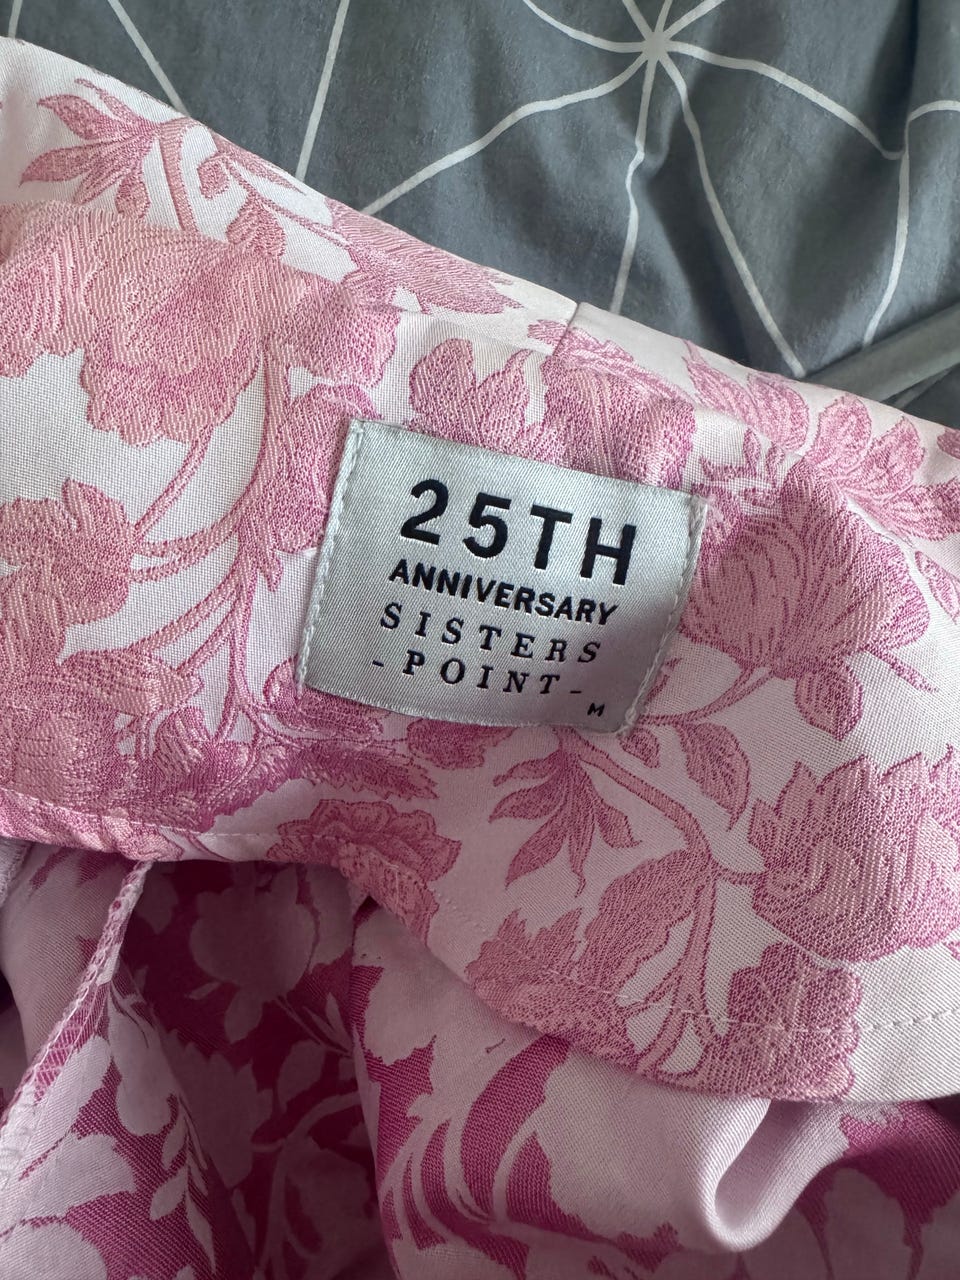 25TH
ANNIVERSARY
SISTERS
-POINT-
M